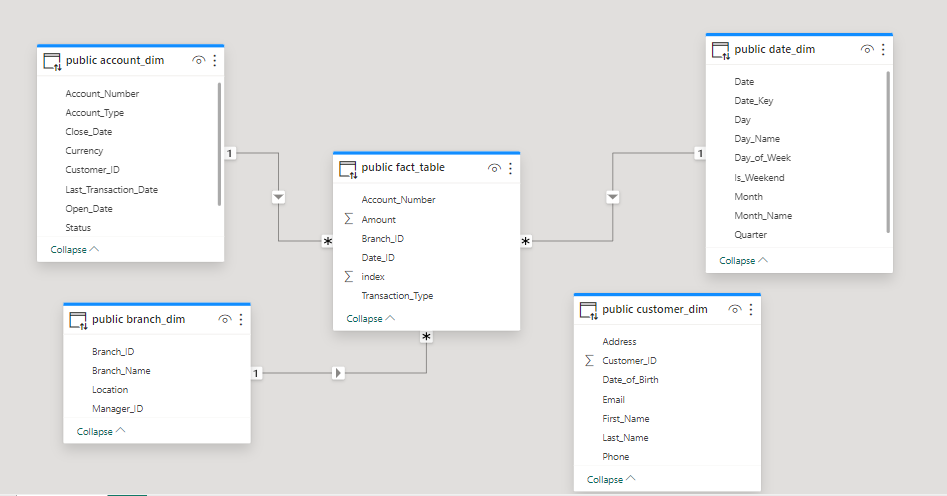 public account_dim
Account_Number
Account_Type
Close_Date
Currency
Customer_ID
Last_Transaction_Date
Open_Date
Status
Collapse
1
*
public fact_table
Account_Number
Σ Amount
Branch_ID
Date_ID
Σ index
Transaction_Type
Collapse
*
1
*
public date_dim
Date
Date_Key
Day
Day_Name
Day_of_Week
Is_Weekend
Month
Month_Name
Quarter
Collapse
public branch_dim
Branch_ID
Branch_Name
Location
Manager_ID
Collapse
1
public customer_dim
Address
Σ Customer_ID
Date_of_Birth
Email
First_Name
Last_Name
Phone
Collapse